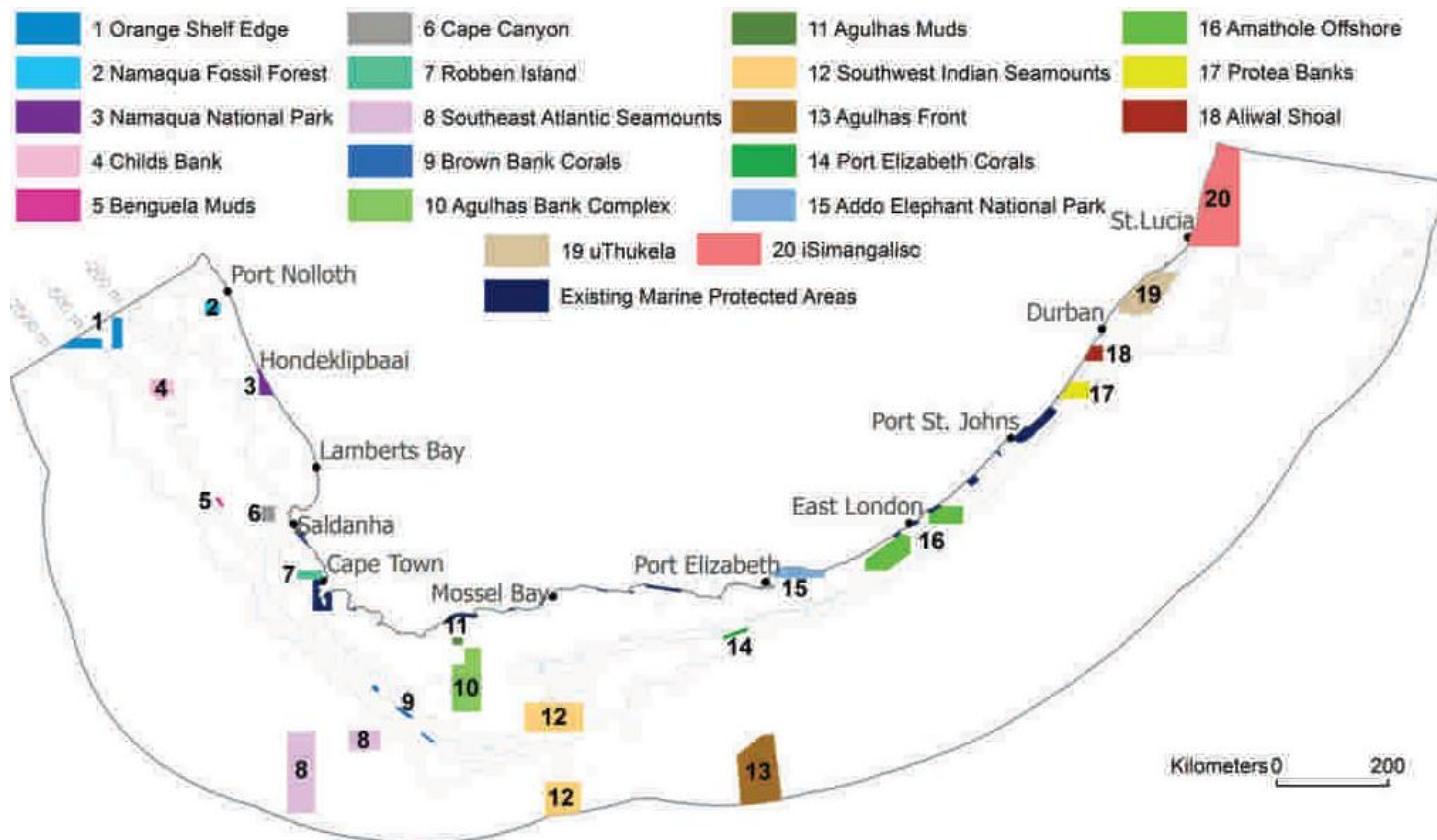 1 Orange Shelf Edge
2 Namaqua Fossil Forest
3 Namaqua National Park
4 Childs Bank
5 Benguela Muds
6 Cape Canyon
7 Robben Island
8 Southeast Atlantic Seamounts
9 Brown Bank Corals
10 Agulhas Bank Complex
11 Agulhas Muds
12 Southwest Indian Seamounts
13 Agulhas Front
14 Port Elizabeth Corals
15 Addo Elephant National Park
16 Amathole Offshore
17 Protea Banks
18 Aliwal Shoal
19 uThukela
20 iSimangalisc
Existing Marine Protected Areas
20
St.Lucia
Port Nolloth
2
19
1
Durban
18
Hondeklipbaai
4
3
17
Port St. Johns
Lamberts Bay
5
6
East London
Saldanha
16
7
Cape Town
Port Elizabeth
15
Mossel Bay
11
14
10
9
12
8
8
13
12
Kilometers 0 200